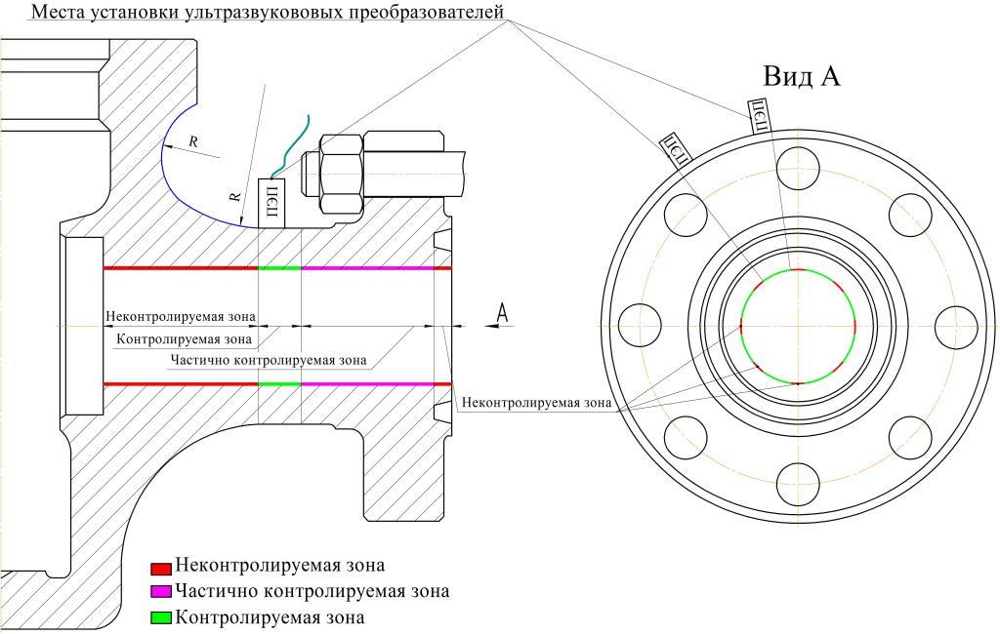 Места установки ультразвукововых преобразователей
Вид А
ПЭП
ПЭП
R
R
ПЭП
А
Неконтролируемая зона
Контролируемая зона
Частично контролируемая зона
Неконтролируемая зона
Неконтролируемая зона
Частично контролируемая зона
Контролируемая зона